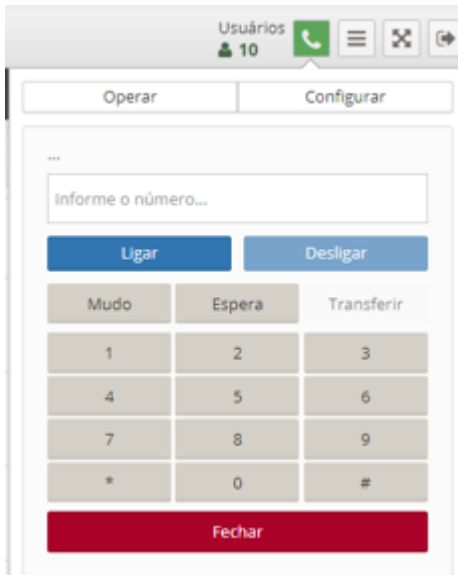 Usuários
10
Operar Configurar
...
Informe o número...
Ligar Desligar
Mudo Espera Transferir
1 2 3
4 5 6
7 8 9
* 0 #
Fechar